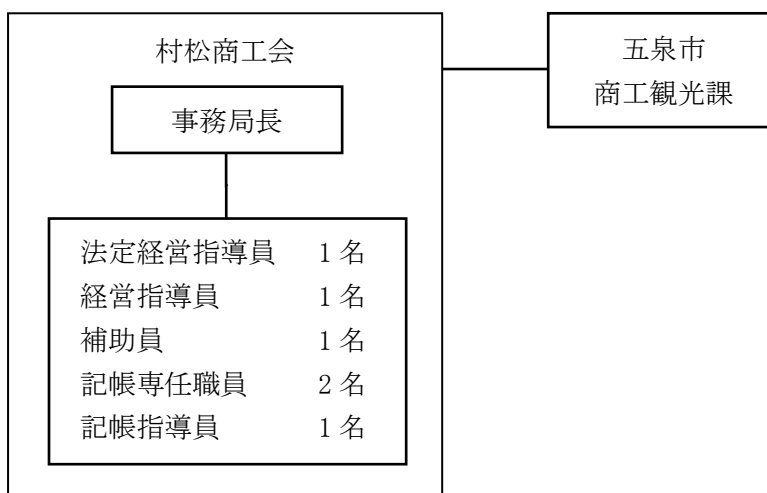 村松商工会
事務局長
法定経営指導員　1名
経営指導員　1名
補助員　1名
記帳専任職員　2名
記帳指導員　1名
五泉市
商工観光課